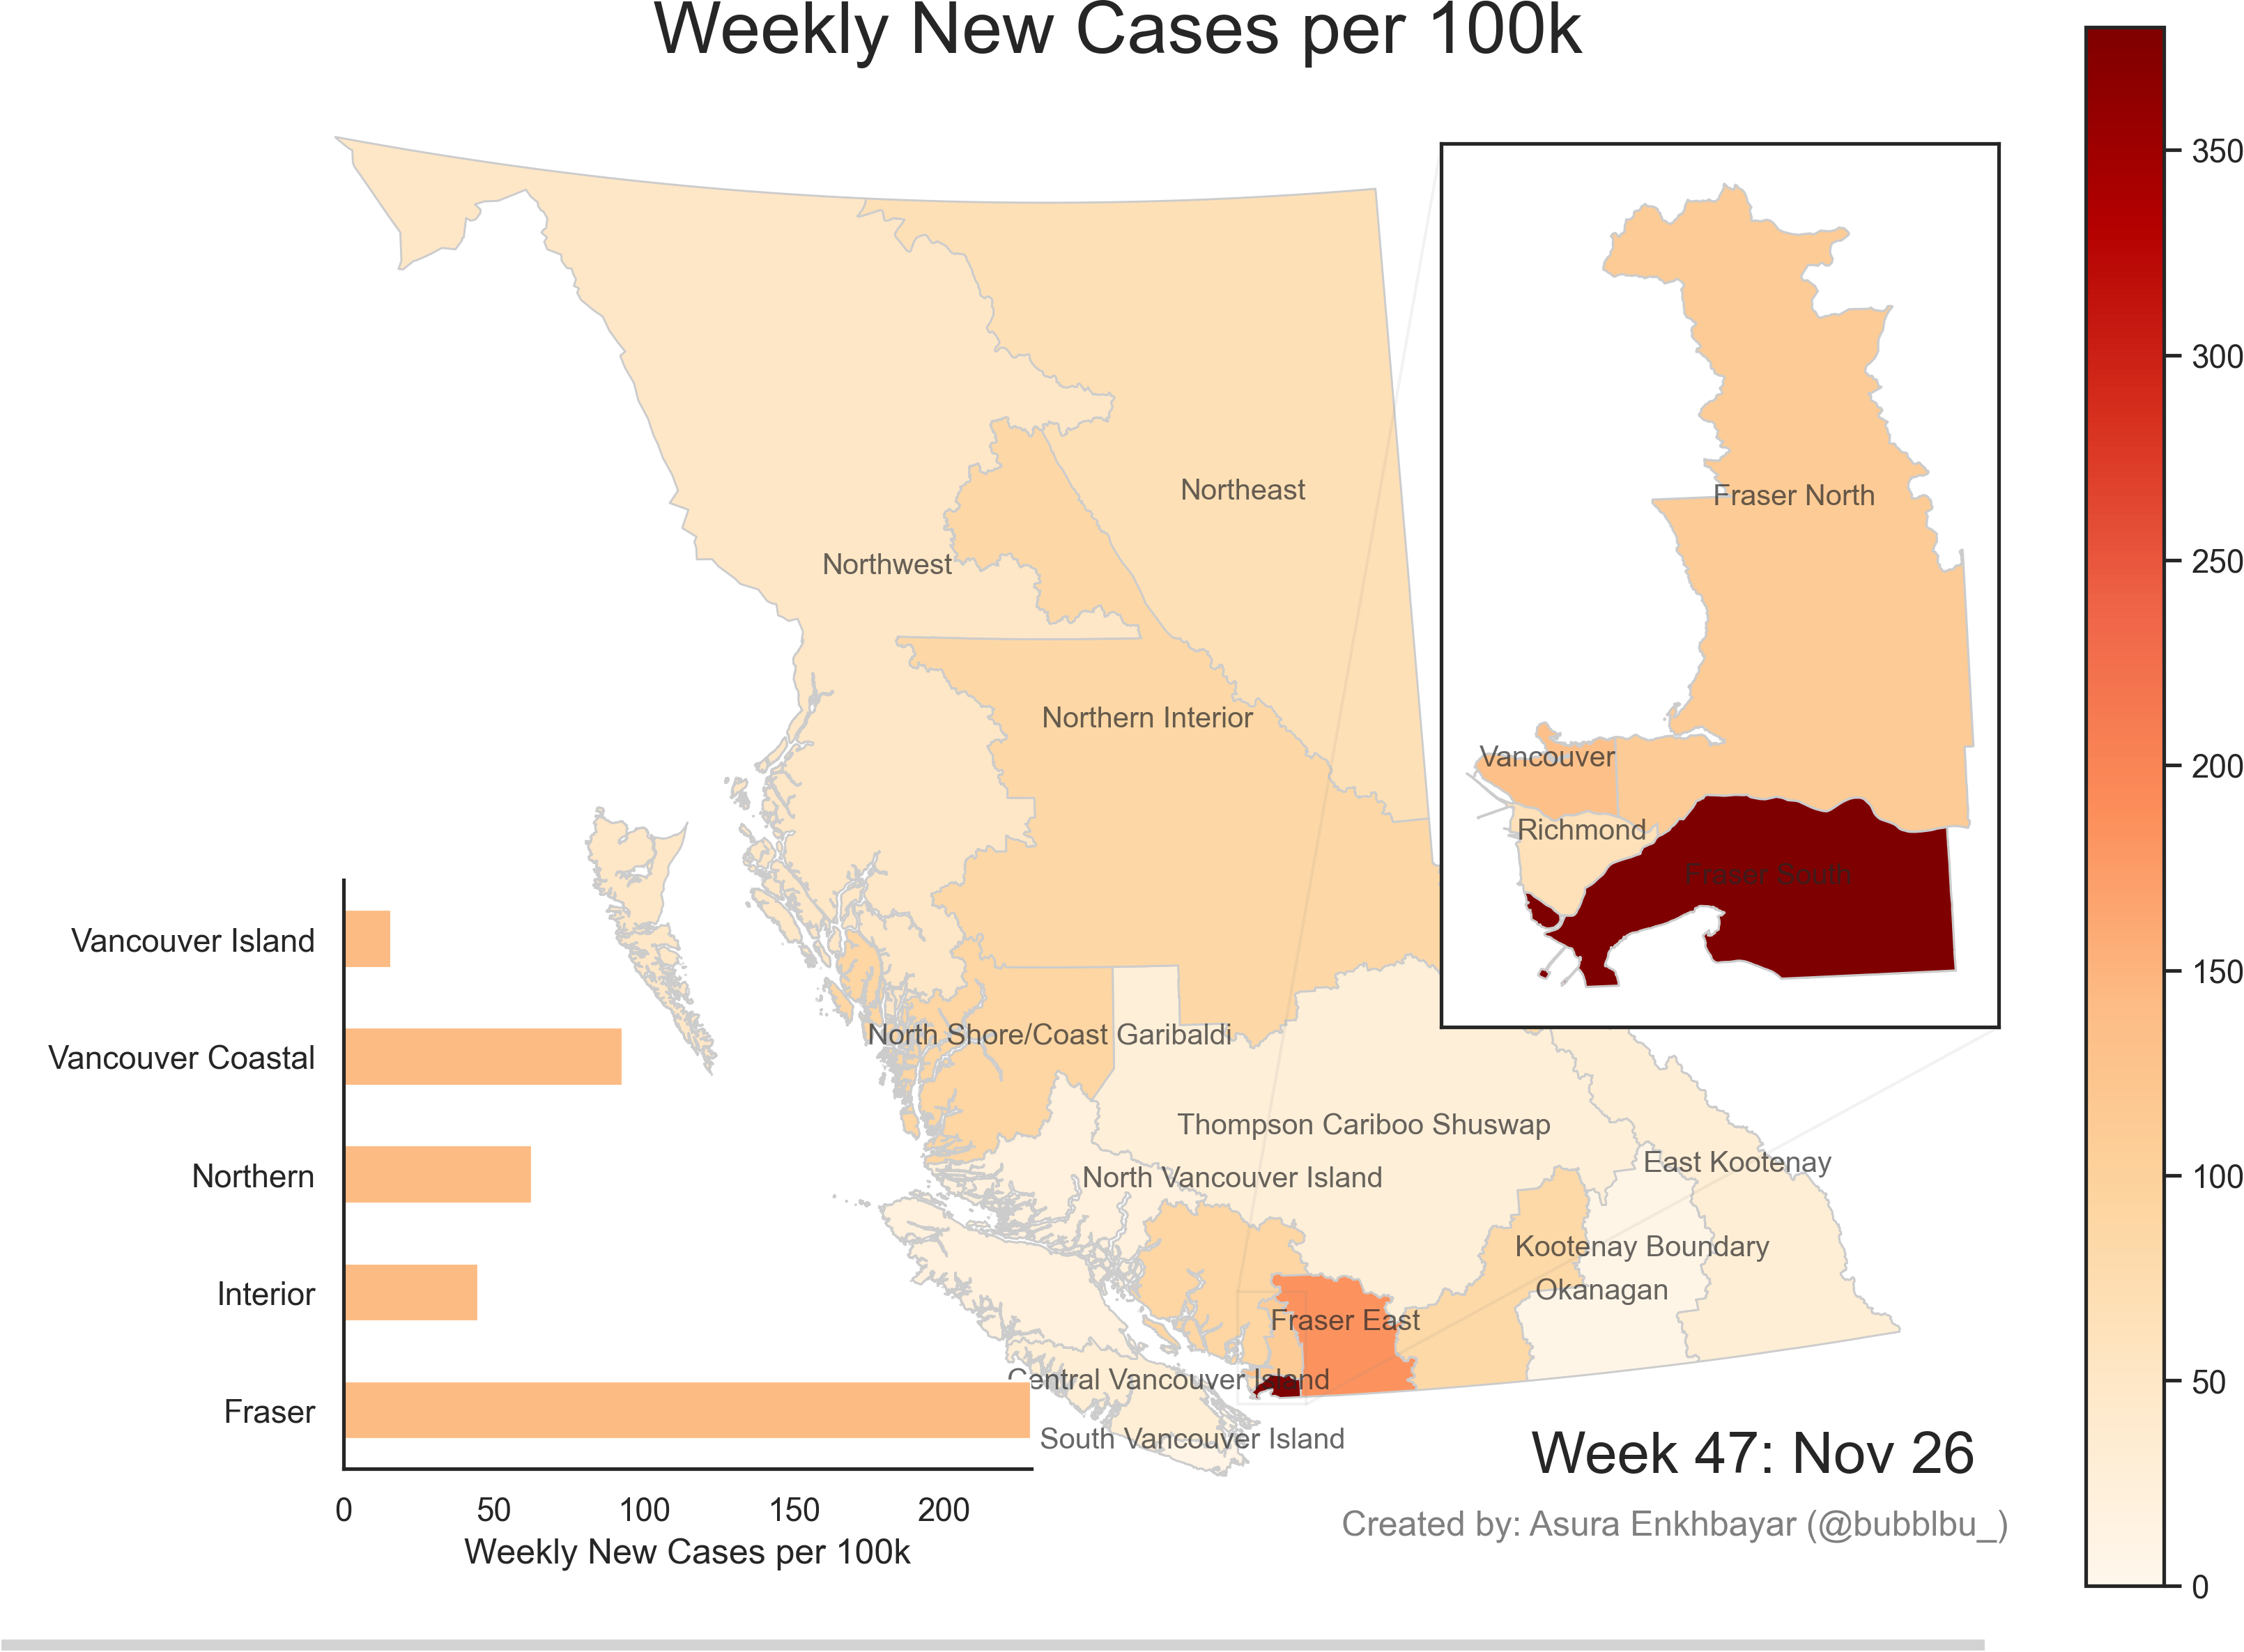 Weekly New Cases per 100k
350
300
250
200
150
100
50
0
Northeast
Northwest
Northern Interior
North Shore/Coast Garibaldi
Thompson Cariboo Shuswap
North Vancouver Island
East Kootenay
Kootenay Boundary
Okanagan
Fraser East
Central Vancouver Island
South Vancouver Island
Fraser North
Vancouver
Richmond
Fraser South
Vancouver Island
Vancouver Coastal
Northern
Interior
Fraser
0 50 100 150 200
Weekly New Cases per 100k
Week 47: Nov 26
Created by: Asura Enkhbayar (@bubblbu_)